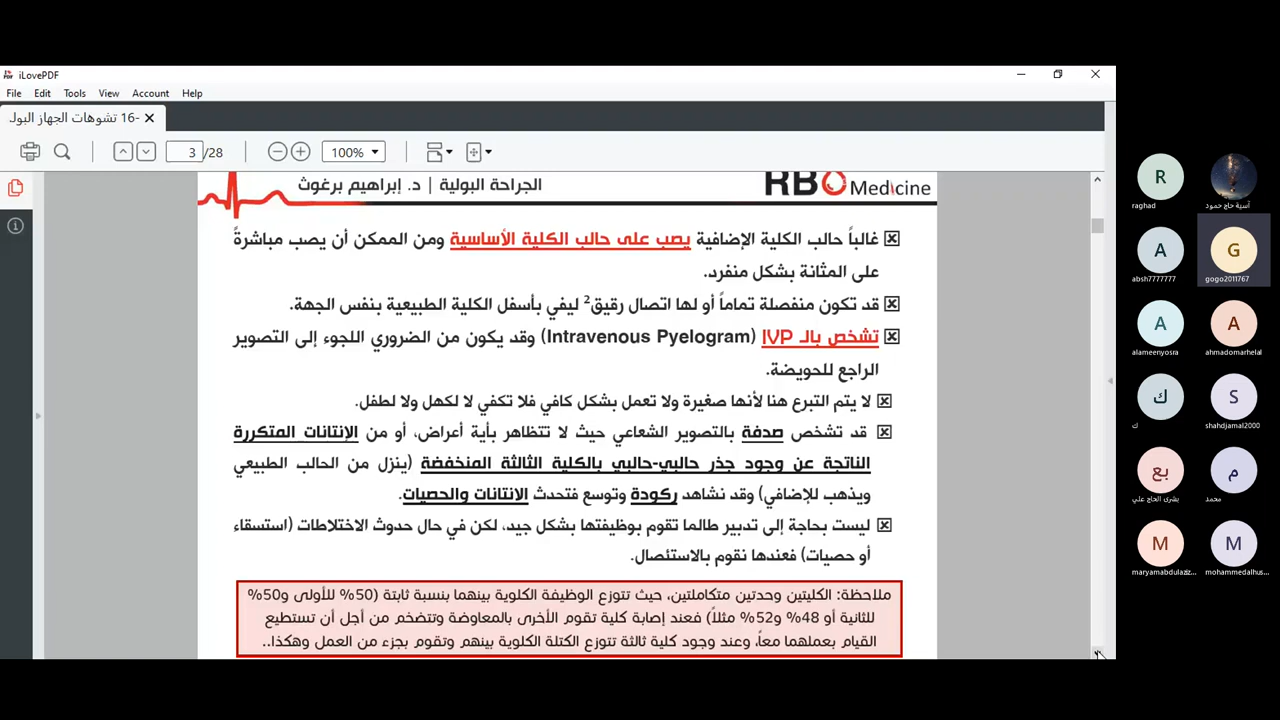 iLovePDF
File Edit Tools View Account Help
16- تشوهات الجهاز البول
3 /28
100%
الجراحة البولية | د. إبراهيم برغوث
RBO Medicine
غالباً حالب الكلية الإضافية يصب على حالب الكلية الأساسية ومن الممكن أن يصب مباشرةً
على المثانة بشكل منفرد.
قد تكون منفصلة تماماً أو لها اتصال رقيق2 ليفي بأسفل الكلية الطبيعية بنفس الجهة.
تشخص بالـ IVP (Intravenous Pyelogram) وقد يكون من الضروري اللجوء إلى التصوير
الراجع للحويضة.
لا يتم التبرع هنا لأنها صغيرة ولا تعمل بشكل كافي فلا تكفي لا لكهل ولا لطفل.
قد تشخص صدفة بالتصوير الشعاعي حيث لا تتظاهر بأية أعراض، أو من الإنتانات المتكررة
الناتجة عن وجود جذر حالبي-حالبي بالكلية الثالثة المنخفضة (ينزل من الحالب الطبيعي
ويذهب للإضافي) وقد نشاهد ركودة وتوسع فتحدث الانتانات والحصيات.
ليست بحاجة إلى تدبير طالما تقوم بوظيفتها بشكل جيد، لكن في حال حدوث الاختلاطات (استسقاء
أو حصيات) فعندها نقوم بالاستئصال.
ملاحظة: الكليتين وحدتين متكاملتين، حيث تتوزع الوظيفة الكلوية بينهما بنسبة ثابتة (50% للأولى و50%
للثانية أو 48% و52% مثلاً) فعند إصابة كلية تقوم الأخرى بالمعاوضة وتتضخم من أجل أن تستطيع
القيام بعملهما معاً، وعند وجود كلية ثالثة تتوزع الكتلة الكلوية بينهم وتقوم بجزء من العمل وهكذا..
R
raghad
آسية حاج حمود
A
absh7777777
G
gogo2011767
A
alameenyosra
A
ahmadomarhelal
ك
ك
S
shahdjamal2000
بع
بشرى الحاج علي
م
محمد
M
maryamabdulaziz...
M
mohammedalhus...